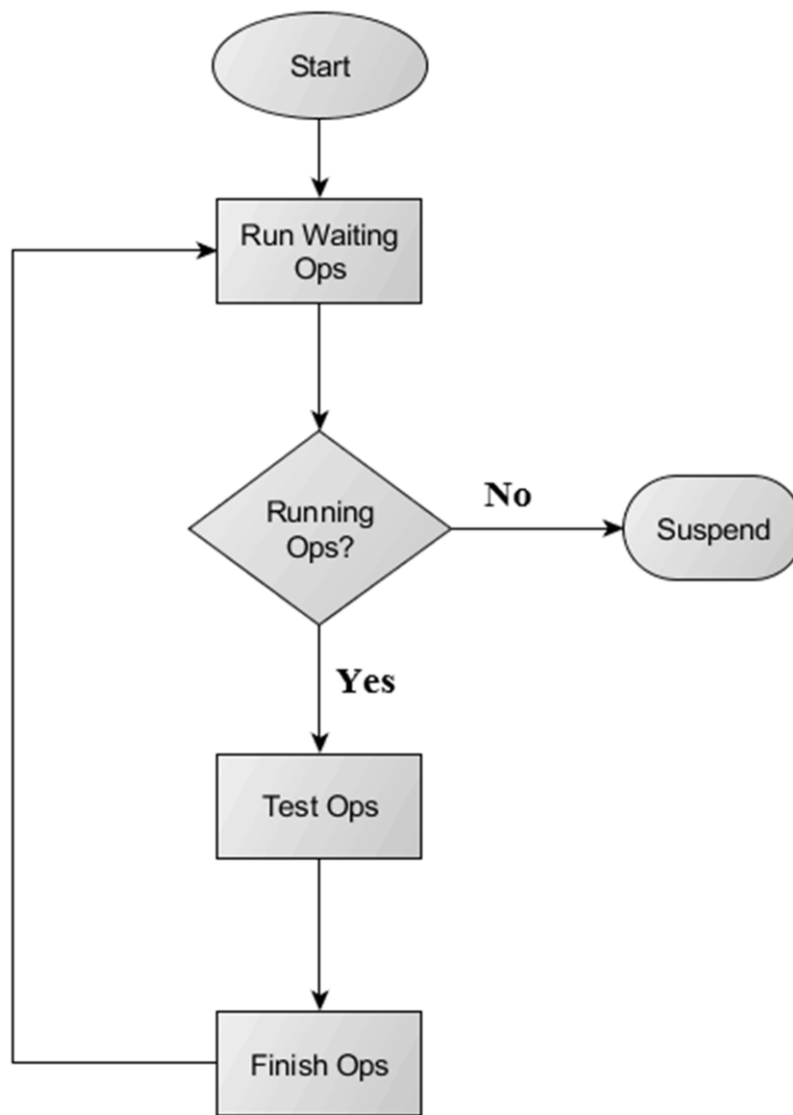 Start
Run Waiting
Ops
Running
Ops?
No
Suspend
Yes
Test Ops
Finish Ops